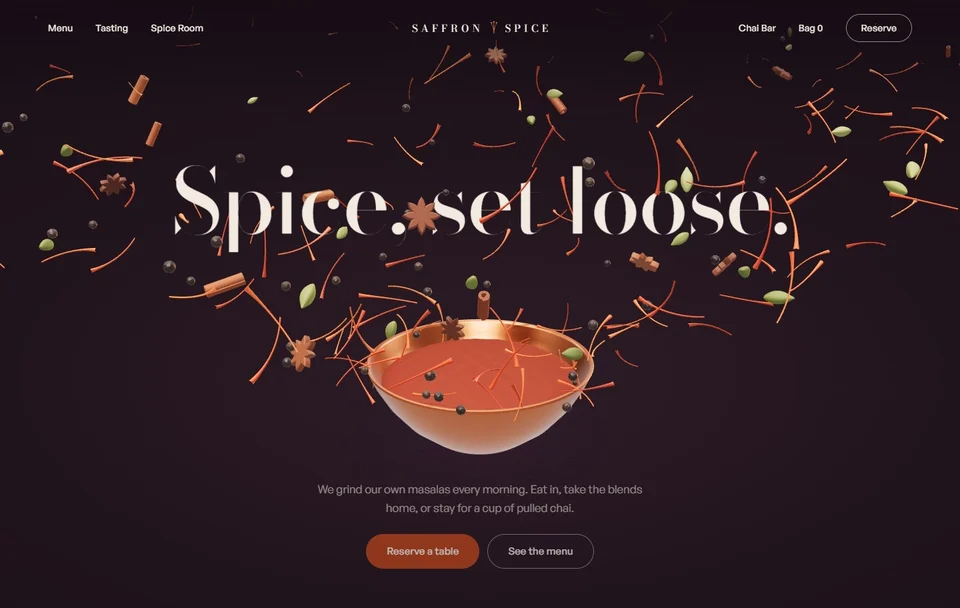 Menu Tasting Spice Room SAFFRON SPICE Chai Bar Bag 0 Reserve
Spice. set loose.
We grind our own masalas every morning. Eat in, take the blends
home, or stay for a cup of pulled chai.
Reserve a table See the menu